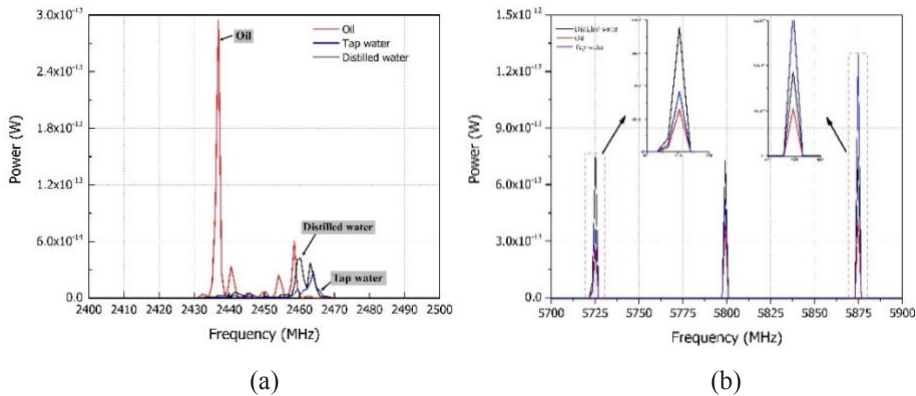 3.0x10⁻¹³
2.4x10⁻¹³
1.8x10⁻¹³
1.2x10⁻¹³
6.0x10⁻¹⁴
0.0
Power (W)
2400 2410 2420 2430 2440 2450 2460 2470 2480 2490 2500
Frequency (MHz)
Oil
Oil
Tap water
Distilled water
Distilled water
Tap water
(a)
1.5x10⁻¹²
1.2x10⁻¹³
9.0x10⁻¹³
6.0x10⁻¹³
3.0x10⁻¹¹
0.0
Power (W)
5700 5725 5750 5775 5800 5825 5850 5875 5900
Frequency (MHz)
Distilled water
Oil
Tap water
(b)